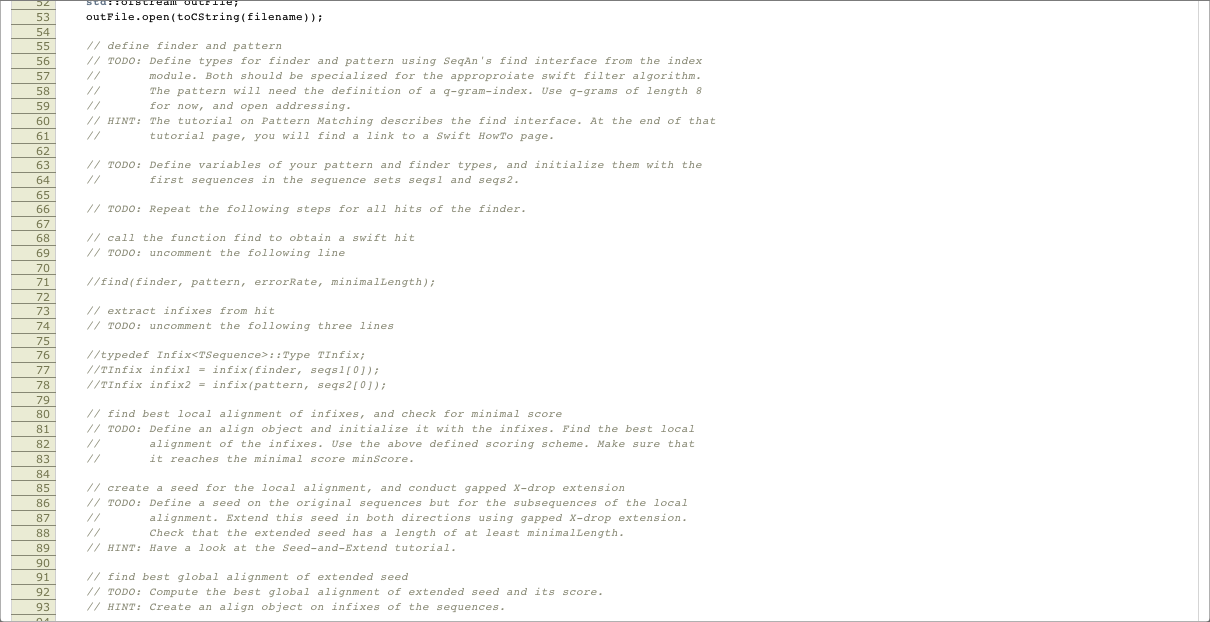 52 std::ofstream outFile;
53 outFile.open(toCString(filename));
54
55 // define finder and pattern
56 // TODO: Define types for finder and pattern using SeqAn's find interface from the index
57 //       module. Both should be specialized for the approproiate swift filter algorithm.
58 //       The pattern will need the definition of a q-gram-index. Use q-grams of length 8
59 //       for now, and open addressing.
60 // HINT: The tutorial on Pattern Matching describes the find interface. At the end of that
61 //       tutorial page, you will find a link to a Swift HowTo page.
62
63 // TODO: Define variables of your pattern and finder types, and initialize them with the
64 //       first sequences in the sequence sets seqs1 and seqs2.
65
66 // TODO: Repeat the following steps for all hits of the finder.
67
68 // call the function find to obtain a swift hit
69 // TODO: uncomment the following line
70
71 //find(finder, pattern, errorRate, minimalLength);
72
73 // extract infixes from hit
74 // TODO: uncomment the following three lines
75
76 //typedef Infix<TSequence>::Type TInfix;
77 //TInfix infix1 = infix(finder, seqs1[0]);
78 //TInfix infix2 = infix(pattern, seqs2[0]);
79
80 // find best local alignment of infixes, and check for minimal score
81 // TODO: Define an align object and initialize it with the infixes. Find the best local
82 //       alignment of the infixes. Use the above defined scoring scheme. Make sure that
83 //       it reaches the minimal score minScore.
84
85 // create a seed for the local alignment, and conduct gapped X-drop extension
86 // TODO: Define a seed on the original sequences but for the subsequences of the local
87 //       alignment. Extend this seed in both directions using gapped X-drop extension.
88 //       Check that the extended seed has a length of at least minimalLength.
89 // HINT: Have a look at the Seed-and-Extend tutorial.
90
91 // find best global alignment of extended seed
92 // TODO: Compute the best global alignment of extended seed and its score.
93 // HINT: Create an align object on infixes of the sequences.
94